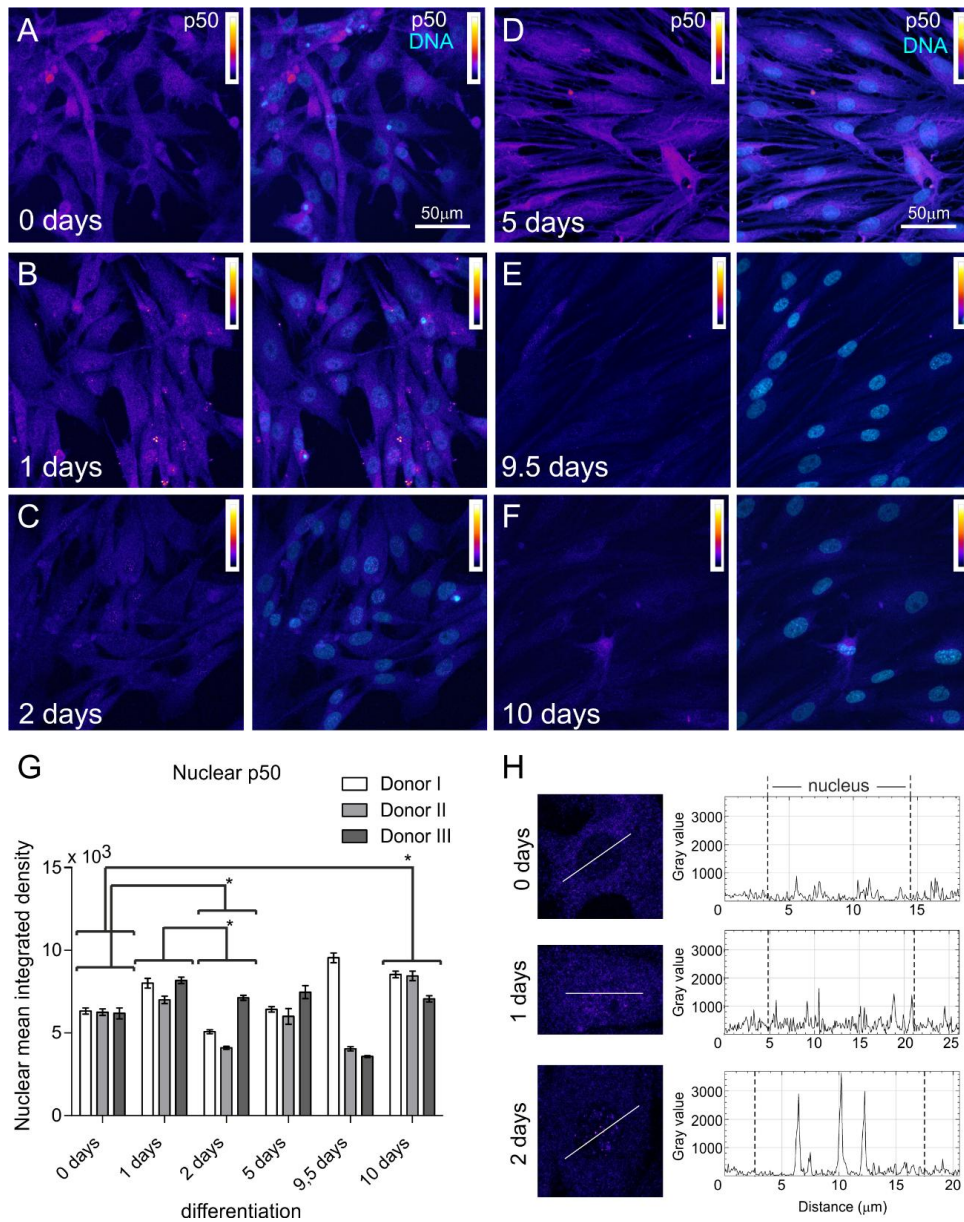 A
p50
p50
DNA
0 days
50μm
D
p50
p50
DNA
5 days
50μm
B
1 days
E
9.5 days
C
2 days
F
10 days
G
Nuclear p50
Donor I
Donor II
Donor III
x 10³
15
10
5
0
*
*
*
Nuclear mean integrated density
0 days
1 days
2 days
5 days
9,5 days
10 days
differentiation
H
nucleus
0 days
Gray value
3000
2000
1000
5
10
15
1 days
Gray value
3000
2000
1000
0
0
5
10
15
20
25
2 days
Gray value
3000
2000
1000
0
0
5
10
15
20
Distance (μm)